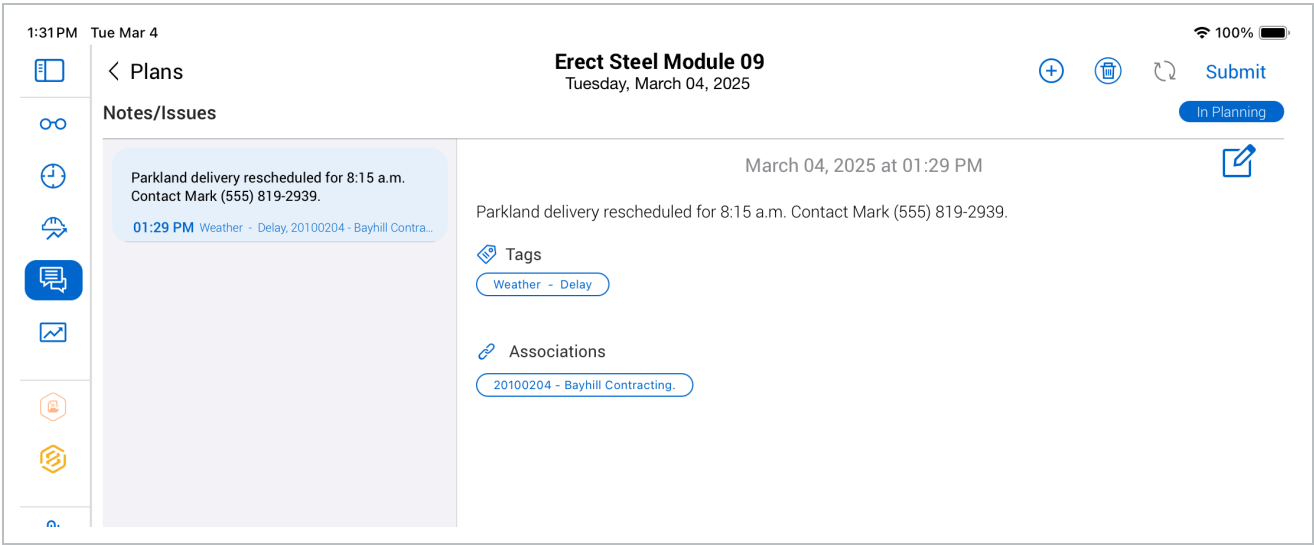 1:31 PM Tue Mar 4
100%
Plans
Erect Steel Module 09
Tuesday, March 04, 2025
Submit
Notes/Issues
In Planning
Parkland delivery rescheduled for 8:15 a.m.
Contact Mark (555) 819-2939.
01:29 PM Weather - Delay, 20100204 - Bayhill Contra...
March 04, 2025 at 01:29 PM
Parkland delivery rescheduled for 8:15 a.m. Contact Mark (555) 819-2939.
Tags
Weather - Delay
Associations
20100204 - Bayhill Contracting.